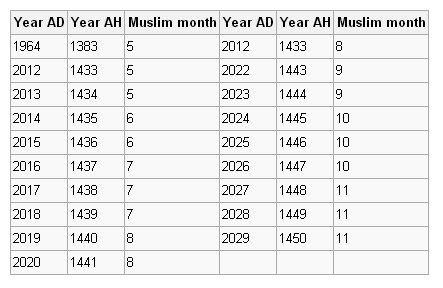 Year AD Year AH Muslim month Year AD Year AH Muslim month
1964 1383 5 2012 1433 8
2012 1433 5 2022 1443 9
2013 1434 5 2023 1444 9
2014 1435 6 2024 1445 10
2015 1436 6 2025 1446 10
2016 1437 7 2026 1447 10
2017 1438 7 2027 1448 11
2018 1439 7 2028 1449 11
2019 1440 8 2029 1450 11
2020 1441 8